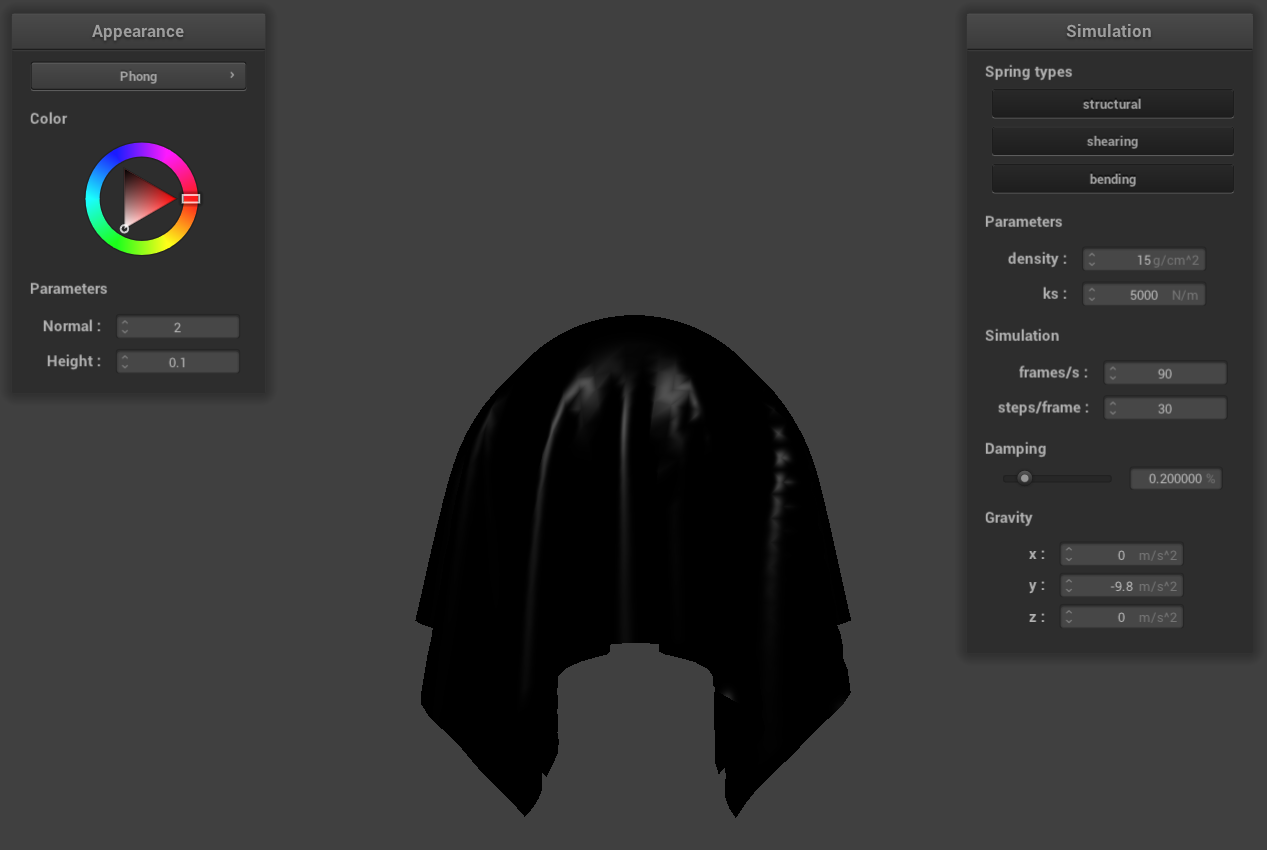 Appearance
Phong
Color
Parameters
Normal : 2
Height : 0.1
Simulation
Spring types
structural
shearing
bending
Parameters
density : 15 g/cm^2
ks : 5000 N/m
Simulation
frames/s : 90
steps/frame : 30
Damping
0.200000 %
Gravity
x : 0 m/s^2
y : -9.8 m/s^2
z : 0 m/s^2